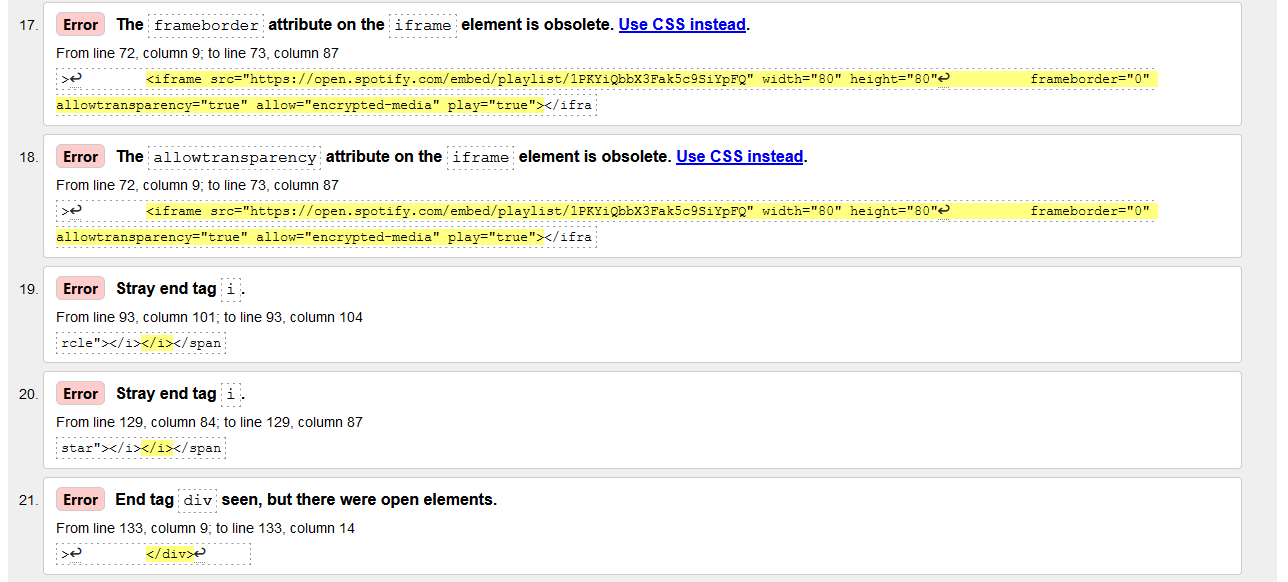 17. Error The frameborder attribute on the iframe element is obsolete. Use CSS instead.
From line 72, column 9; to line 73, column 87
>↩ <iframe src="https://open.spotify.com/embed/playlist/1PKYiQbbX3Fak5c9SiYpFQ" width="80" height="80"↩ frameborder="0"
allowtransparency="true" allow="encrypted-media" play="true"></ifra
18. Error The allowtransparency attribute on the iframe element is obsolete. Use CSS instead.
From line 72, column 9; to line 73, column 87
>↩ <iframe src="https://open.spotify.com/embed/playlist/1PKYiQbbX3Fak5c9SiYpFQ" width="80" height="80"↩ frameborder="0"
allowtransparency="true" allow="encrypted-media" play="true"></ifra
19. Error Stray end tag i.
From line 93, column 101; to line 93, column 104
rcle"></i></i></span
20. Error Stray end tag i.
From line 129, column 84; to line 129, column 87
star"></i></i></span
21. Error End tag div seen, but there were open elements.
From line 133, column 9; to line 133, column 14
>↩ </div>↩